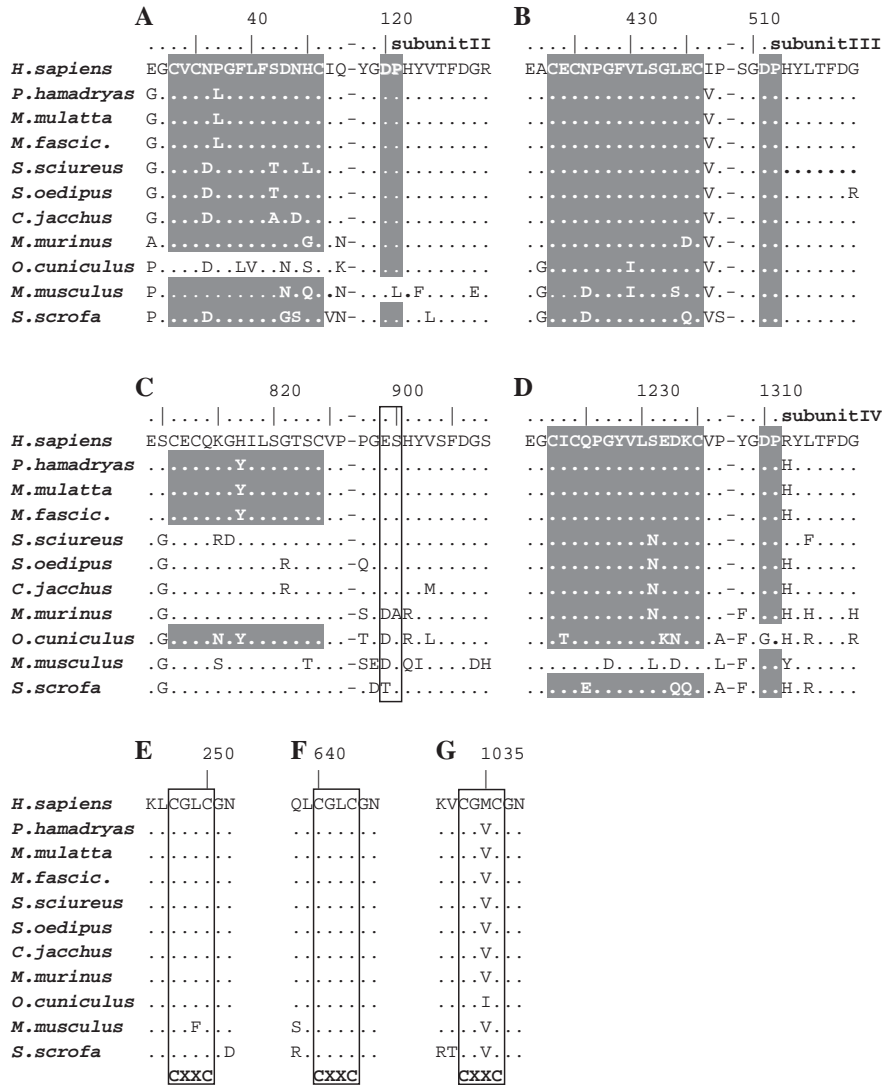 A 40 120 B 430 510
..................-..subunitII ..................-..subunitIII
H.sapiens EGCVCNPGFLFSDNHCIQ-YGDPHYVTFDGR EACECNPGFVLSGLECIP-SGDPHYLTFDG
P.hamadryas G.....L...........-............ ................V.-...........
M.mulatta G.....L...........-............ ................V.-...........
M.fascic. G.....L...........-............ ................V.-...........
S.sciureus G....D.....T..L...-............ ................V.-...........
S.oedipus G....D.....T......-............ ................V.-..........R
C.jacchus G....D.....A.D....-............ ................V.-...........
M.murinus A.............G..N-............ ..............D.V.-...........
O.cuniculus P....D..LV..N.S..K-............ .G.......I......V.-...........
M.musculus P...........N.Q..N-...L.F....E. .G...D...I...S..V.-...........
S.scrofa P....D......GS..VN-......L..... .G...D........Q.VS-...........
C 820 900 D 1230 1310
..................-.. ..................-..subunitIV
H.sapiens ESCECQKGHILSGTSCVP-PGESHYVSFDGS EGCICQPGYVLSEDKCVP-YGDPRYLTFDG
P.hamadryas ........Y.........-............ ..................-....H......
M.mulatta ........Y.........-............ ..................-....H......
M.fascic. ........Y.........-............ ..................-....H......
S.sciureus .G....RD..........-............ ...........N......-......F....
S.oedipus .G..........R.....-Q........... ...........N......-....H......
C.jacchus .G..........R.....-......M..... ...........N......-....H......
M.murinus .G................-S.DAR....... ...........N......-F...H.H...H
O.cuniculus .G....N.Y.........-T.D.R.L..... ...T........KN...A-F.G.H.R...R
M.musculus .G....S.......T...-SED.QI....DH .......D...L.D...L-F...Y......
S.scrofa .G................-.DT......... .....E.......QQ..A-F...H.R....
E 250 F 640 G 1035
H.sapiens KLCGLCGN QLCGLCGN KVCGMCGN
P.hamadryas ........ ........ ....V...
M.mulatta ........ ........ ....V...
M.fascic. ........ ........ ....V...
S.sciureus ........ ........ ....V...
S.oedipus ........ ........ ....V...
C.jacchus ........ ........ ....V...
M.murinus ........ ........ ....V...
O.cuniculus ........ ........ ....I...
M.musculus ....F... S....... ....V...
S.scrofa .......D R....... RT..V...
CXXC CXXC CXXC